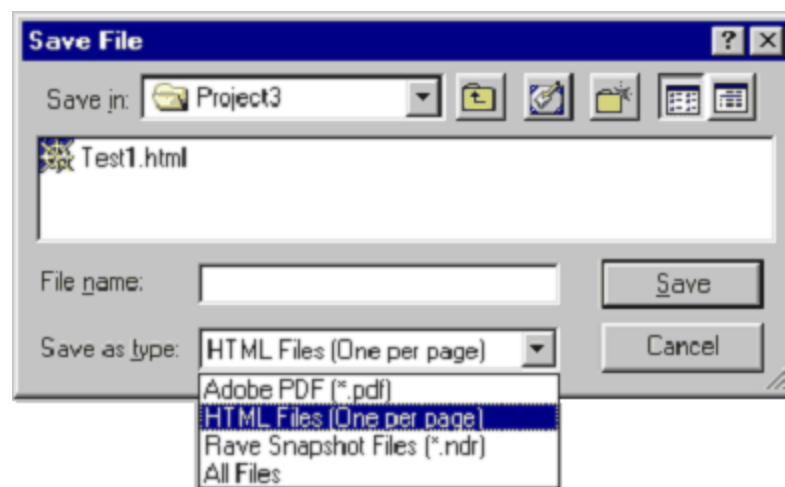 Save File
Save in: Project3
Test1.html
File name:
Save
Save as type: HTML Files (One per page)
Cancel
Adobe PDF (*.pdf)
HTML Files (One per page)
Rave Snapshot Files (*.ndr)
All Files